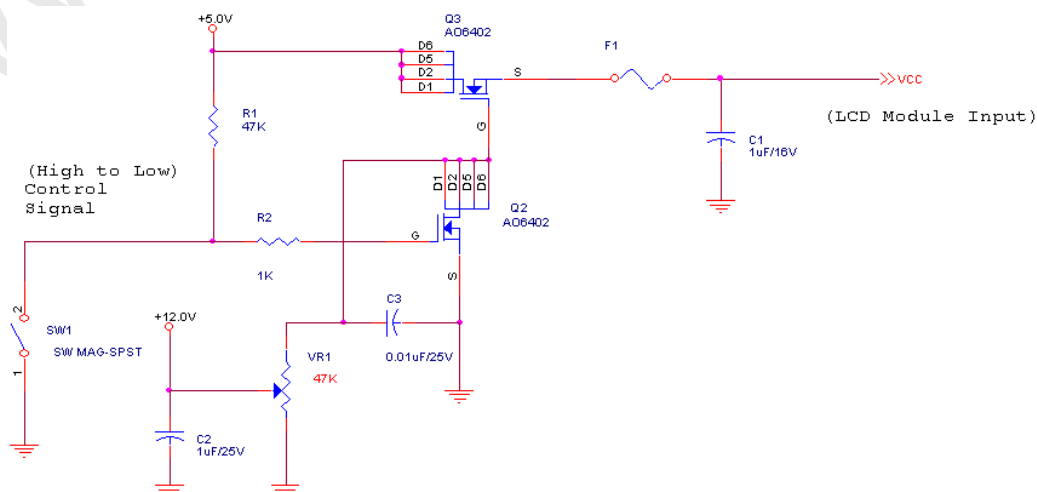 +5.0V
Q3
AO6402
D6
D5
D2
D1
S
G
F1
VCC
(LCD Module Input)
C1
1uF/16V
R1
47K
(High to Low)
Control
Signal
R2
1K
G
D1
D2
D5
D6
Q2
AO6402
S
C3
0.01uF/25V
2
SW1
SW MAG-SPST
1
+12.0V
VR1
47K
C2
1uF/25V